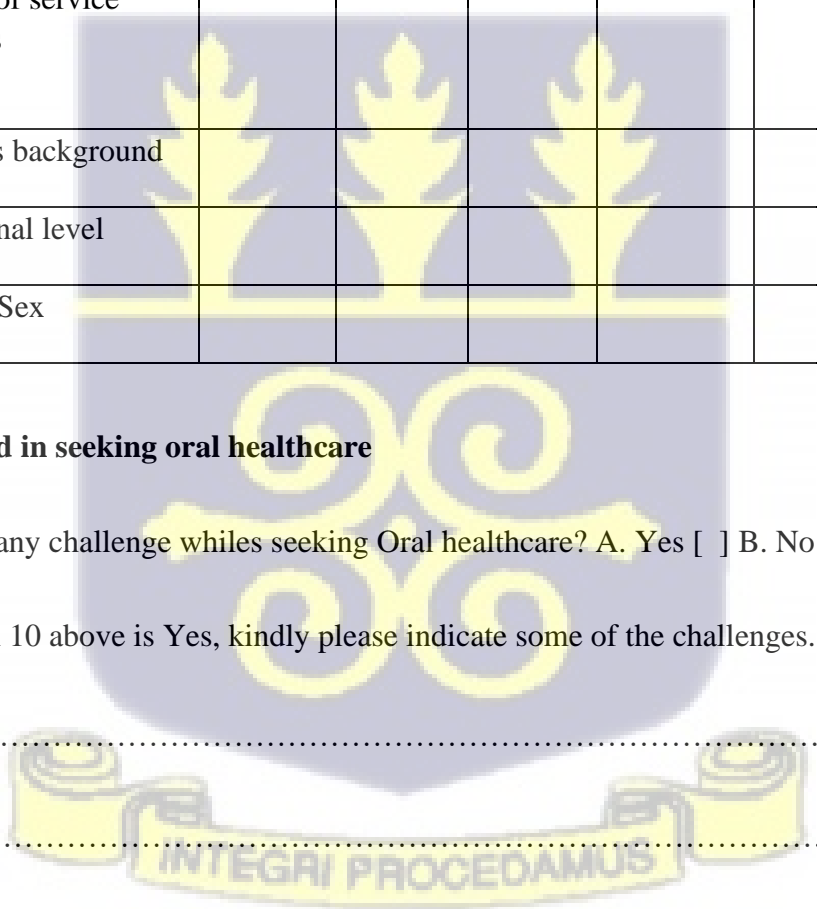 or service
s background
nal level
Sex
d in seeking oral healthcare
any challenge whiles seeking Oral healthcare? A. Yes [  ] B. No
10 above is Yes, kindly please indicate some of the challenges.
……………………………………………………………………
……………………………………………………………………
INTEGRI PROCEDAMUS